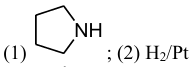 (1) NH ; (2) H2/Pt